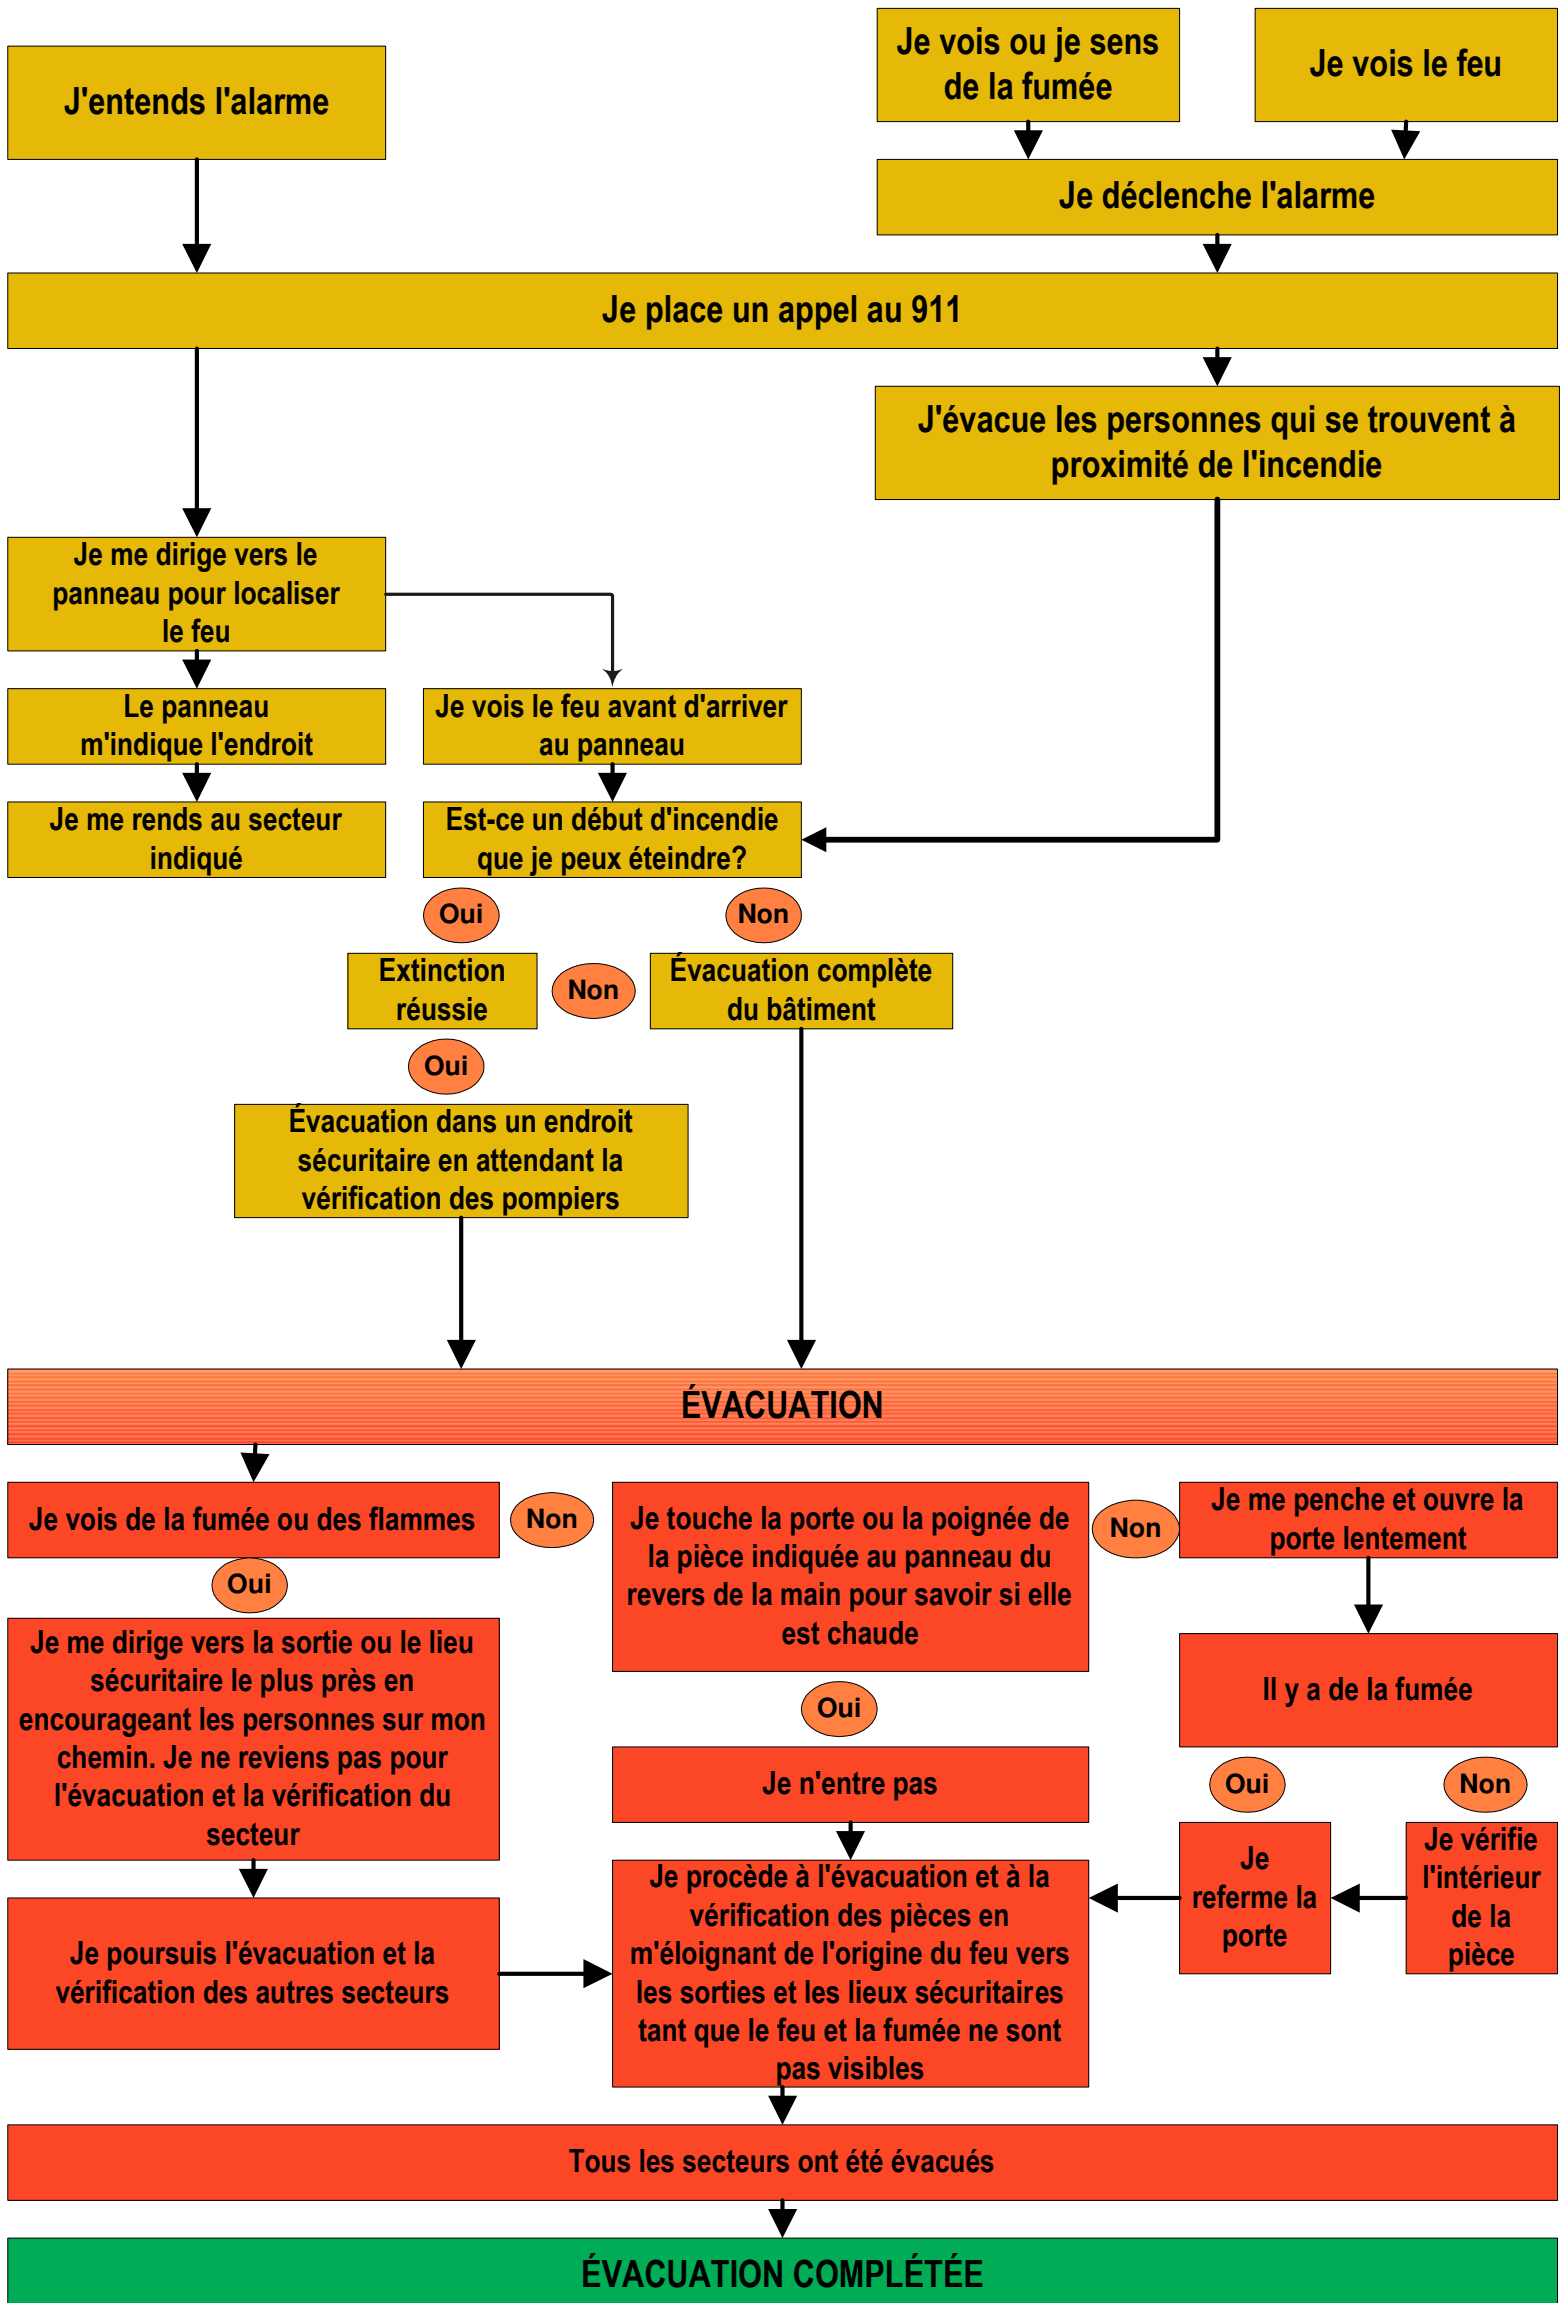 J'entends l'alarme
Je vois ou je sens
de la fumée
Je vois le feu
Je déclenche l'alarme
Je place un appel au 911
J'évacue les personnes qui se trouvent à
proximité de l'incendie
Je me dirige vers le
panneau pour localiser
le feu
Le panneau
m'indique l'endroit
Je vois le feu avant d'arriver
au panneau
Je me rends au secteur
indiqué
Est-ce un début d'incendie
que je peux éteindre?
Oui
Non
Extinction
réussie
Non
Évacuation complète
du bâtiment
Oui
Évacuation dans un endroit
sécuritaire en attendant la
vérification des pompiers
ÉVACUATION
Je vois de la fumée ou des flammes
Non
Je touche la porte ou la poignée de
la pièce indiquée au panneau du
revers de la main pour savoir si elle
est chaude
Non
Je me penche et ouvre la
porte lentement
Oui
Je me dirige vers la sortie ou le lieu
sécuritaire le plus près en
encourageant les personnes sur mon
chemin. Je ne reviens pas pour
l'évacuation et la vérification du
secteur
Il y a de la fumée
Oui
Je n'entre pas
Oui
Non
Je poursuis l'évacuation et la
vérification des autres secteurs
Je procède à l'évacuation et à la
vérification des pièces en
m'éloignant de l'origine du feu vers
les sorties et les lieux sécuritaires
tant que le feu et la fumée ne sont
pas visibles
Je
referme la
porte
Je vérifie
l'intérieur
de la
pièce
Tous les secteurs ont été évacués
ÉVACUATION COMPLÉTÉE